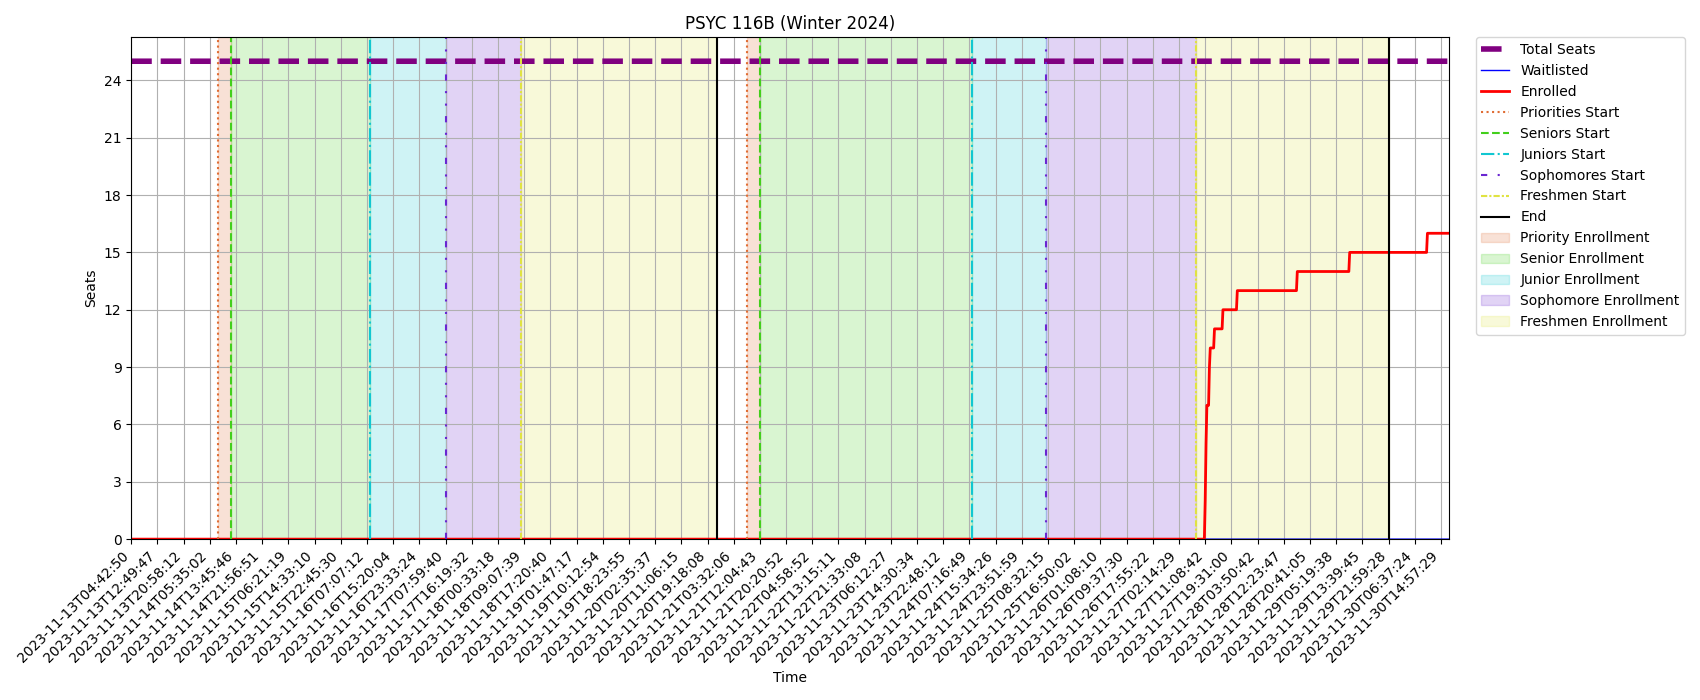 PSYC 116B (Winter 2024)
Seats
24
21
18
15
12
9
6
3
0
2023-11-13T04:42:50
2023-11-13T12:49:47
2023-11-13T20:58:12
2023-11-14T05:35:02
2023-11-14T13:45:46
2023-11-14T21:56:51
2023-11-15T06:21:19
2023-11-15T14:33:10
2023-11-15T22:45:30
2023-11-16T07:07:12
2023-11-16T15:20:04
2023-11-16T23:33:24
2023-11-17T07:59:40
2023-11-17T16:19:32
2023-11-18T00:33:18
2023-11-18T09:07:39
2023-11-18T17:20:40
2023-11-19T01:47:17
2023-11-19T10:12:54
2023-11-19T18:23:55
2023-11-20T02:35:37
2023-11-20T11:06:15
2023-11-20T19:18:08
2023-11-21T03:32:06
2023-11-21T12:04:43
2023-11-21T20:20:52
2023-11-22T04:58:52
2023-11-22T13:15:11
2023-11-22T21:33:08
2023-11-23T06:12:27
2023-11-23T14:30:34
2023-11-23T22:48:12
2023-11-24T07:16:49
2023-11-24T15:34:26
2023-11-24T23:51:59
2023-11-25T08:32:15
2023-11-25T16:50:02
2023-11-26T01:08:10
2023-11-26T09:37:30
2023-11-26T17:55:22
2023-11-27T02:14:29
2023-11-27T11:08:42
2023-11-27T19:31:00
2023-11-28T03:50:42
2023-11-28T12:23:47
2023-11-28T20:41:05
2023-11-29T05:19:38
2023-11-29T13:39:45
2023-11-29T21:59:28
2023-11-30T06:37:24
2023-11-30T14:57:29
Time
Total Seats
Waitlisted
Enrolled
Priorities Start
Seniors Start
Juniors Start
Sophomores Start
Freshmen Start
End
Priority Enrollment
Senior Enrollment
Junior Enrollment
Sophomore Enrollment
Freshmen Enrollment